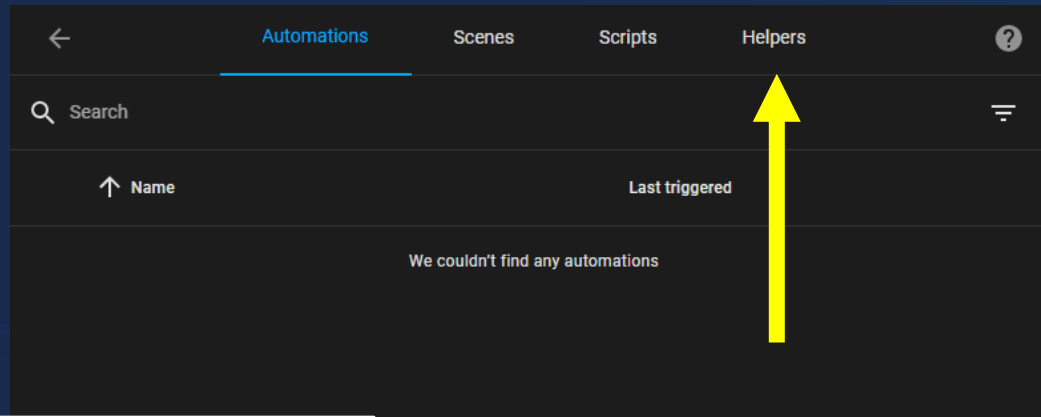 Automations Scenes Scripts Helpers
Search
Name Last triggered
We couldn't find any automations